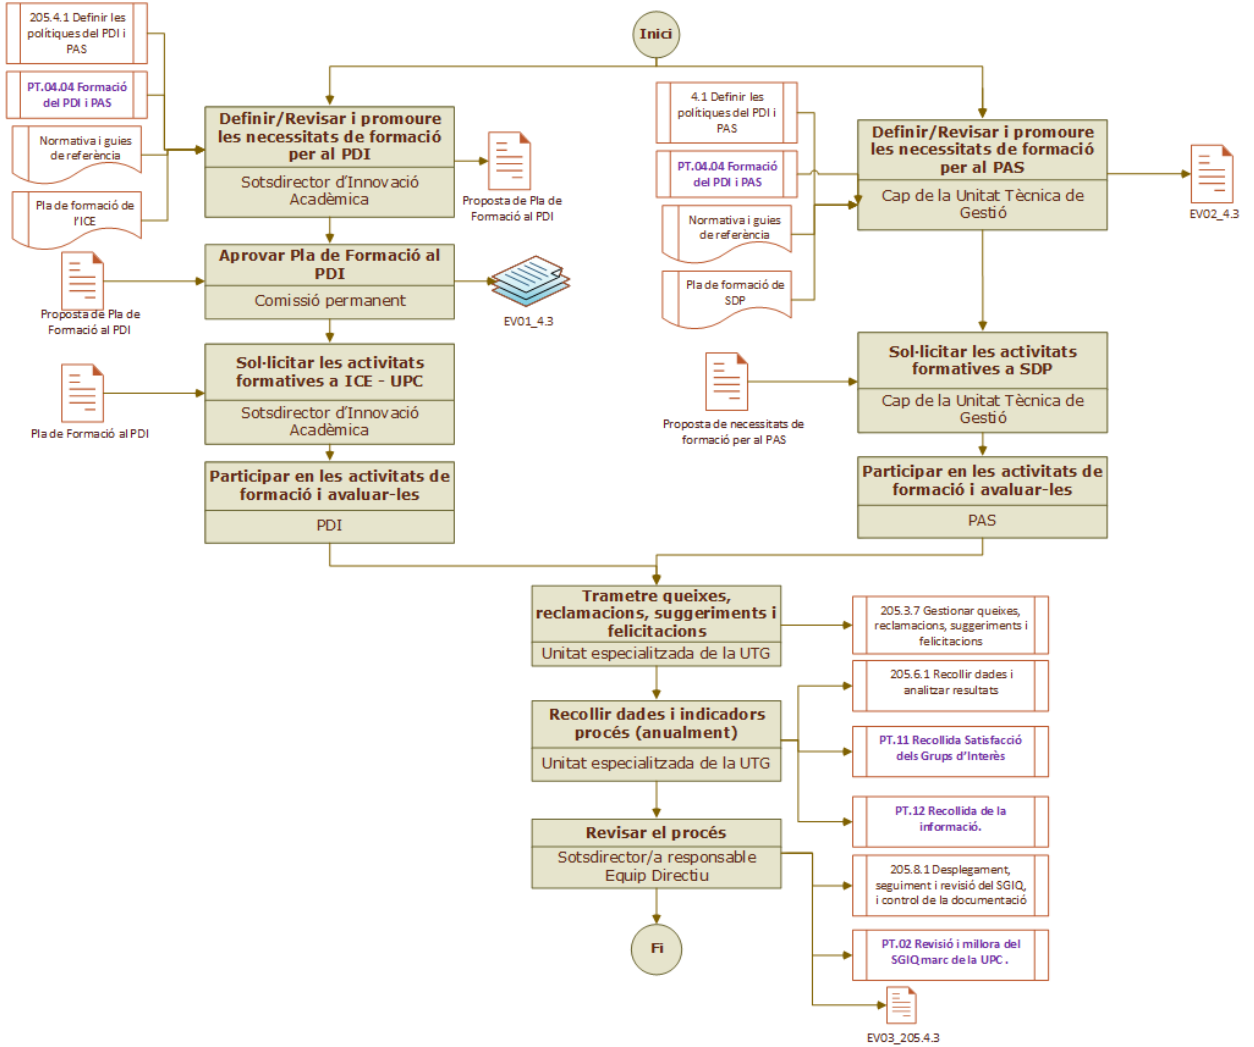 Inici
205.4.1 Definir les
polítiques del PDI i
PAS
PT.04.04 Formació
del PDI i PAS
Normativa i guies
de referència
Pla de formació de
l'ICE
Definir/Revisar i promoure
les necessitats de formació
per al PDI
Sotsdirector d'Innovació
Acadèmica
Proposta de Pla de
Formació al PDI
Aprovar Pla de Formació al
PDI
Comissió permanent
Proposta de Pla de
Formació al PDI
EV01_4.3
Sol·licitar les activitats
formatives a ICE - UPC
Sotsdirector d'Innovació
Acadèmica
Pla de Formació al PDI
Participar en les activitats de
formació i avaluar-les
PDI
4.1 Definir les
polítiques del PDI i
PAS
PT.04.04 Formació
del PDI i PAS
Normativa i guies
de referència
Pla de formació de
SDP
Definir/Revisar i promoure
les necessitats de formació
per al PAS
Cap de la Unitat Tècnica de
Gestió
EV02_4.3
Sol·licitar les activitats
formatives a SDP
Cap de la Unitat Tècnica de
Gestió
Proposta de necessitats de
formació per al PAS
Participar en les activitats de
formació i avaluar-les
PAS
Trametre queixes,
reclamacions, suggeriments i
felicitacions
Unitat especialitzada de la UTG
205.3.7 Gestionar queixes,
reclamacions, suggeriments i
felicitacions
Recollir dades i indicadors
procés (anualment)
Unitat especialitzada de la UTG
205.6.1 Recollir dades i
analitzar resultats
PT.11 Recollida Satisfacció
dels Grups d'Interès
PT.12 Recollida de la
informació.
Revisar el procés
Sotsdirector/a responsable
Equip Directiu
205.8.1 Desplegament,
seguiment i revisió del SGIQ,
i control de la documentació
PT.02 Revisió i millora del
SGIQ marc de la UPC .
EV03_205.4.3
Fi